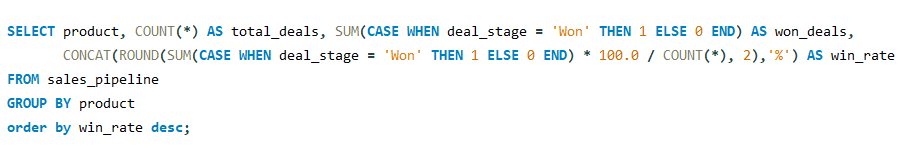 SELECT product, COUNT(*) AS total_deals, SUM(CASE WHEN deal_stage = 'Won' THEN 1 ELSE 0 END) AS won_deals,
CONCAT(ROUND(SUM(CASE WHEN deal_stage = 'Won' THEN 1 ELSE 0 END) * 100.0 / COUNT(*), 2),'%') AS win_rate
FROM sales_pipeline
GROUP BY product
order by win_rate desc;